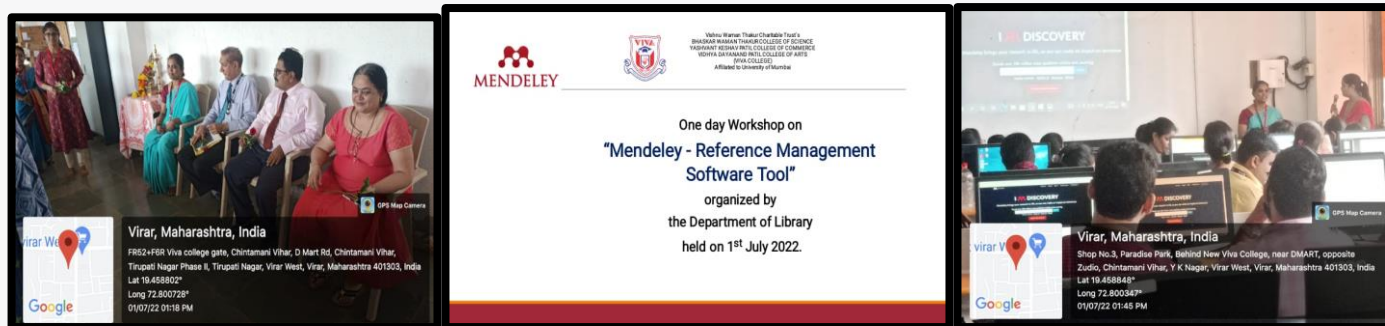 GPS Map Camera
virar We
Google
Virar, Maharashtra, India
FR52+F6R Viva college gate, Chintamani Vihar, D Mart Rd, Chintamani Vihar,
Tirupati Nagar Phase II, Tirupati Nagar, Virar West, Virar, Maharashtra 401303, India
Lat 19.458802°
Long 72.800728°
01/07/22 01:18 PM
MENDELEY
VIVA
Vishnu Waman Thakur Charitable Trust's
BHASKAR WAMAN THAKUR COLLEGE OF SCIENCE
YASHVANT KESHAV PATIL COLLEGE OF COMMERCE
VIDHYA DAYANAND PATIL COLLEGE OF ARTS
(VIVA COLLEGE)
Affiliated to University of Mumbai
One day Workshop on
“Mendeley - Reference Management
Software Tool”
organized by
the Department of Library
held on 1st July 2022.
DISCOVERY
DISCOVERY
DISCOVERY
GPS Map Camera
virar W
Google
Virar, Maharashtra, India
Shop No.3, Paradise Park, Behind New Viva College, near DMART, opposite
Zudio, Chintamani Vihar, Y K Nagar, Virar West, Virar, Maharashtra 401303, India
Lat 19.458848°
Long 72.800347°
01/07/22 01:45 PM